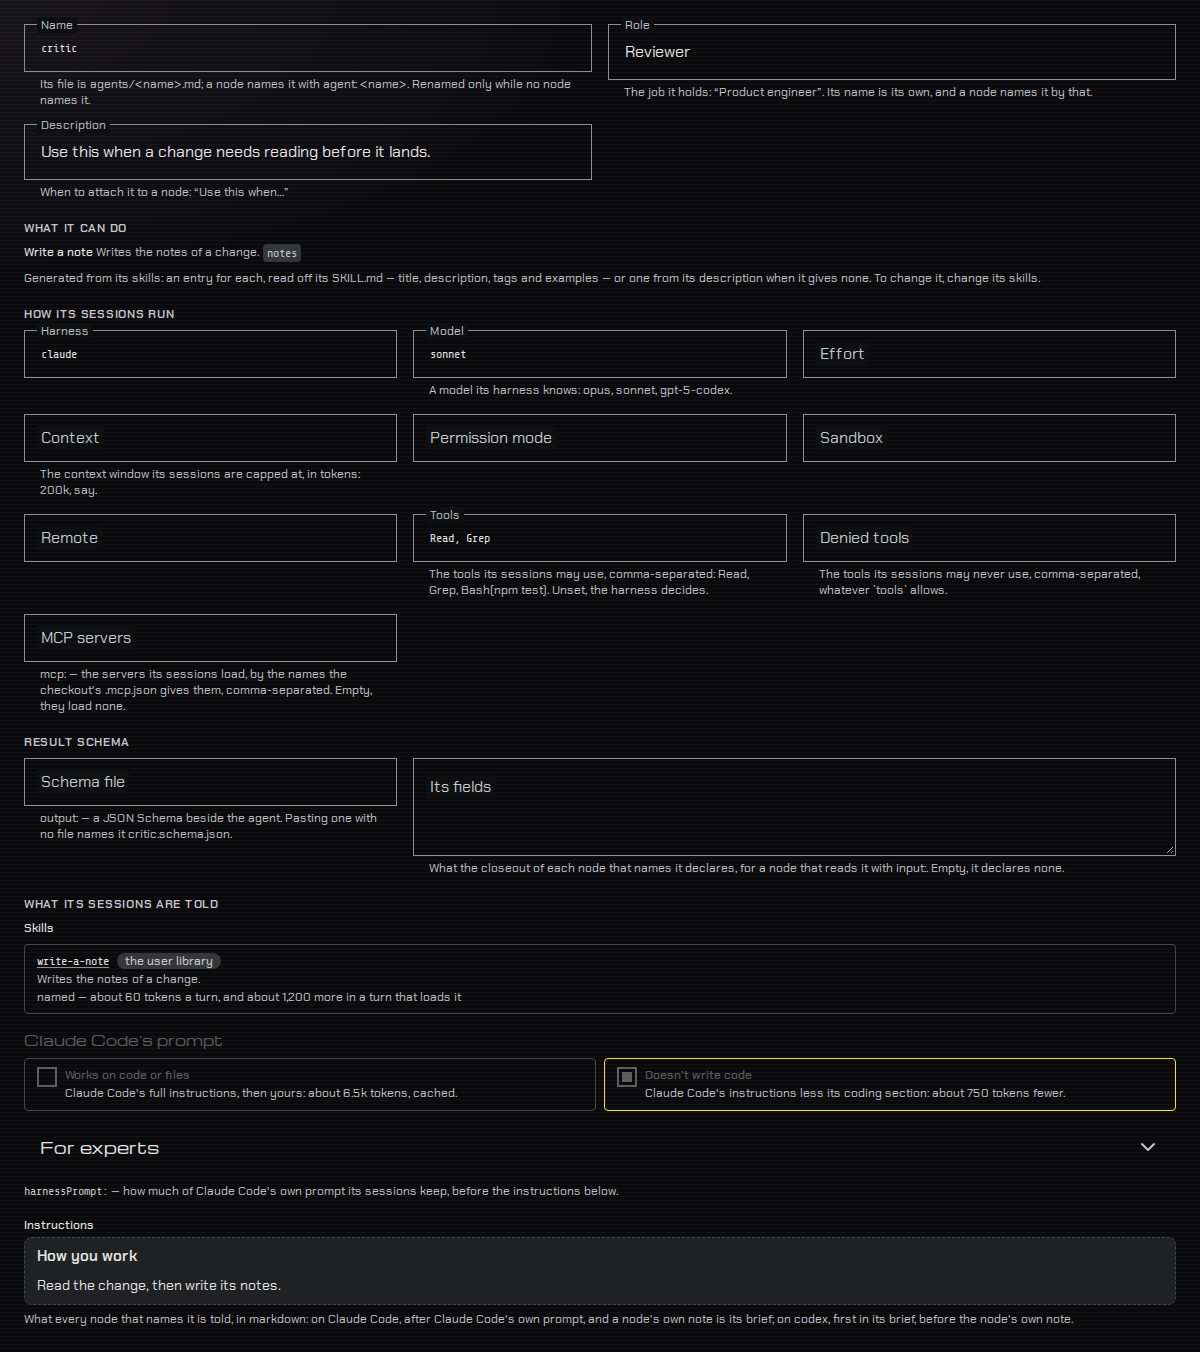 Name
critic
Its file is agents/<name>.md; a node names it with agent: <name>. Renamed only while no node
names it.
Role
Reviewer
The job it holds: “Product engineer”. Its name is its own, and a node names it by that.
Description
Use this when a change needs reading before it lands.
When to attach it to a node: “Use this when…”
WHAT IT CAN DO
Write a note Writes the notes of a change. notes
Generated from its skills: an entry for each, read off its SKILL.md — title, description, tags and examples — or one from its description when it gives none. To change it, change its skills.
HOW ITS SESSIONS RUN
Harness
claude
Model
sonnet
A model its harness knows: opus, sonnet, gpt-5-codex.
Effort
Context
The context window its sessions are capped at, in tokens:
200k, say.
Permission mode
Sandbox
Remote
Tools
Read, Grep
The tools its sessions may use, comma-separated: Read,
Grep, Bash(npm test). Unset, the harness decides.
Denied tools
The tools its sessions may never use, comma-separated,
whatever `tools` allows.
MCP servers
mcp: — the servers its sessions load, by the names the
checkout's .mcp.json gives them, comma-separated. Empty,
they load none.
RESULT SCHEMA
Schema file
output: — a JSON Schema beside the agent. Pasting one with
no file names it critic.schema.json.
Its fields
What the closeout of each node that names it declares, for a node that reads it with input:. Empty, it declares none.
WHAT ITS SESSIONS ARE TOLD
Skills
write-a-note the user library
Writes the notes of a change.
named — about 60 tokens a turn, and about 1,200 more in a turn that loads it
Claude Code's prompt
Works on code or files
Claude Code's full instructions, then yours: about 6.5k tokens, cached.
Doesn't write code
Claude Code's instructions less its coding section: about 750 tokens fewer.
For experts
harnessPrompt: — how much of Claude Code's own prompt its sessions keep, before the instructions below.
Instructions
How you work
Read the change, then write its notes.
What every node that names it is told, in markdown: on Claude Code, after Claude Code's own prompt, and a node's own note is its brief; on codex, first in its brief, before the node's own note.